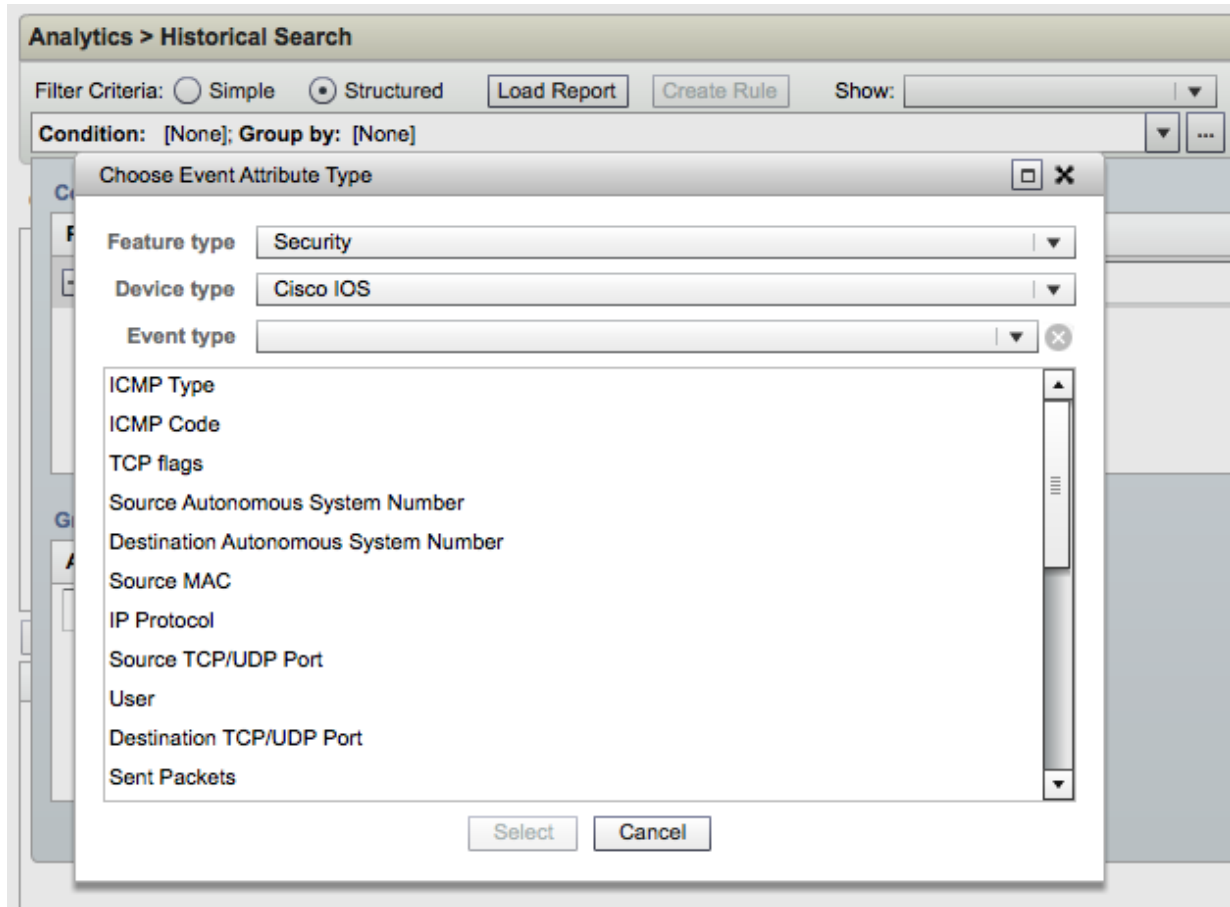 Analytics > Historical Search
Filter Criteria: Simple Structured Load Report Create Rule Show:
Condition: [None]; Group by: [None] ...
Choose Event Attribute Type
Feature type Security
Device type Cisco IOS
Event type
ICMP Type
ICMP Code
TCP flags
Source Autonomous System Number
Destination Autonomous System Number
Source MAC
IP Protocol
Source TCP/UDP Port
User
Destination TCP/UDP Port
Sent Packets
Select Cancel